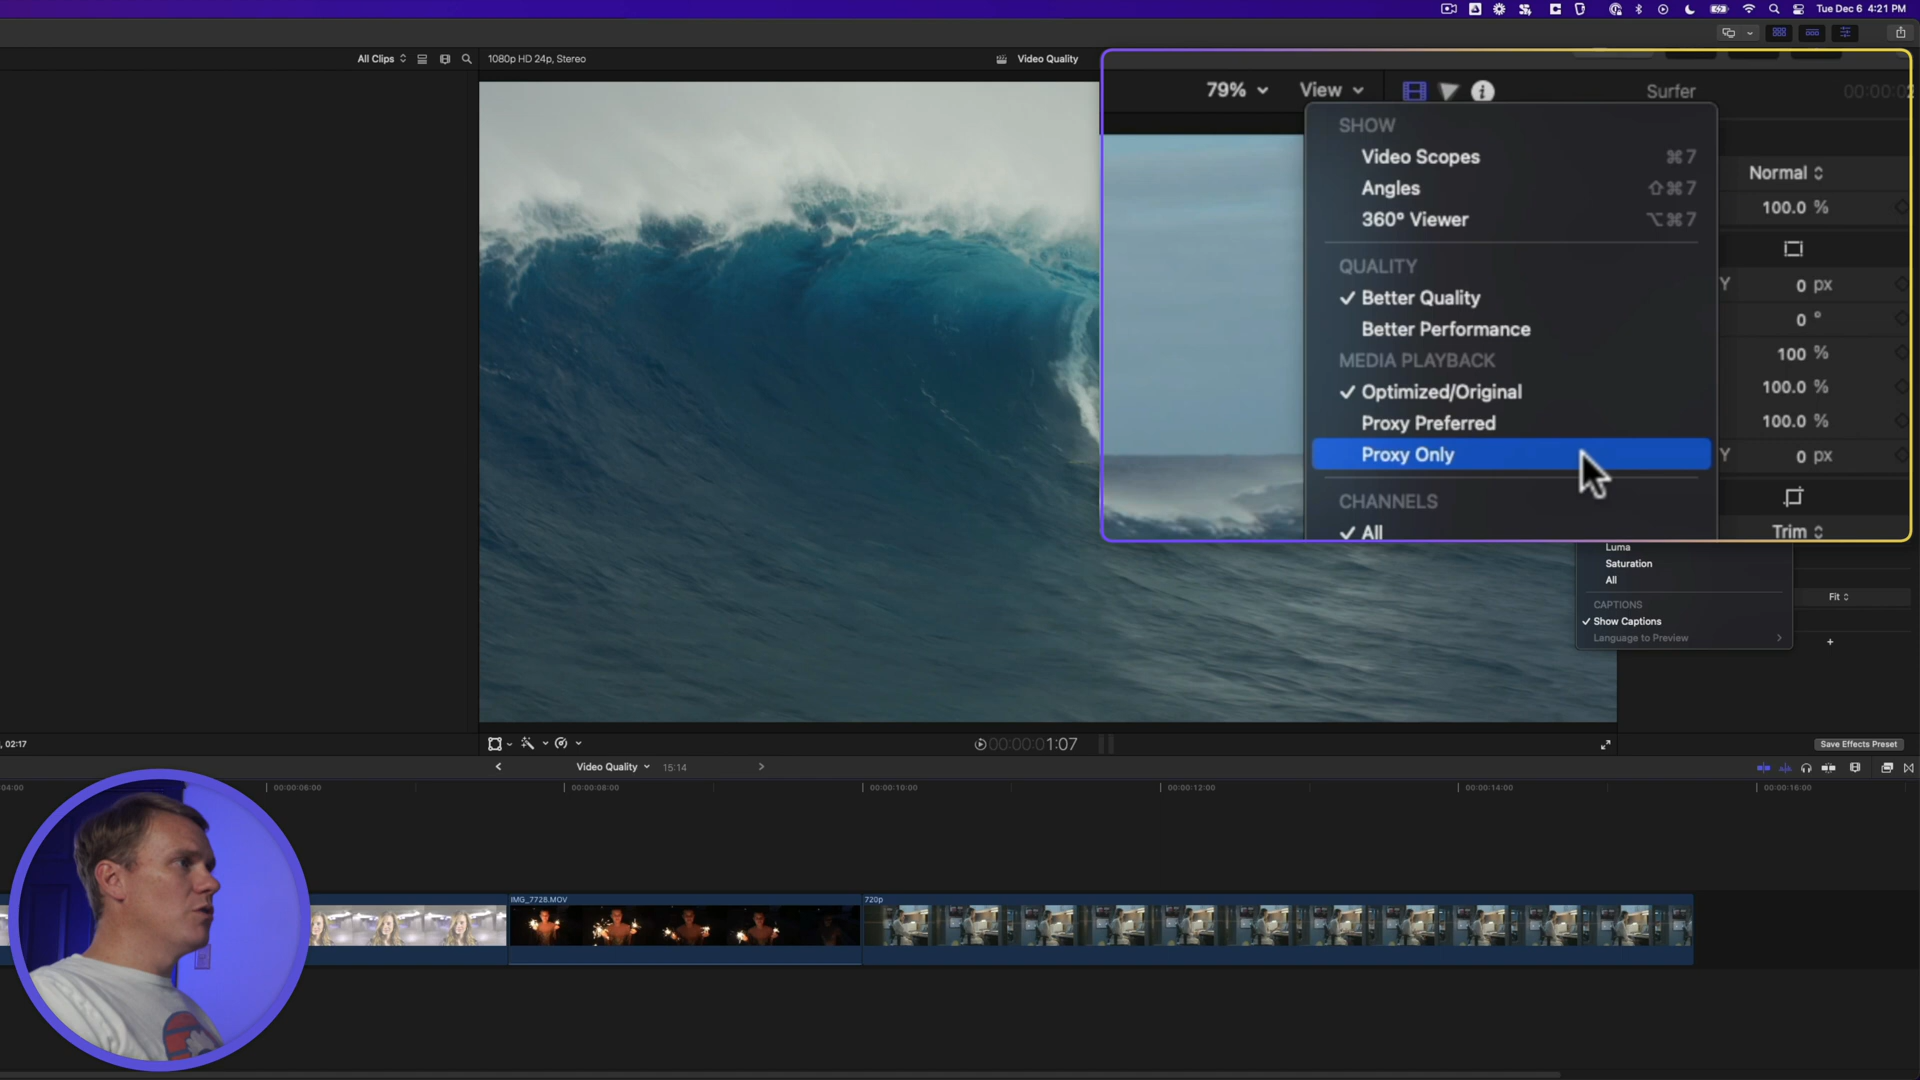 Tue Dec 6 4:21 PM
All Clips
1080p HD 24p, Stereo
Video Quality
79%
View
Surfer
SHOW
Video Scopes ⌘7
Angles ⇧⌘7
360° Viewer ⌥⌘7
QUALITY
✓ Better Quality
Better Performance
MEDIA PLAYBACK
✓ Optimized/Original
Proxy Preferred
Proxy Only
CHANNELS
✓ All
Normal
100.0 %
Y 0 px
0 °
100 %
100.0 %
100.0 %
Y 0 px
Trim
Luma
Saturation
All
CAPTIONS
✓ Show Captions
Language to Preview
Fit
, 02:17
00:00:01:07
Save Effects Preset
Video Quality
15:14
04:00
00:00:06:00
00:00:08:00
00:00:10:00
00:00:12:00
00:00:14:00
00:00:16:00
IMG_7728.MOV
720p